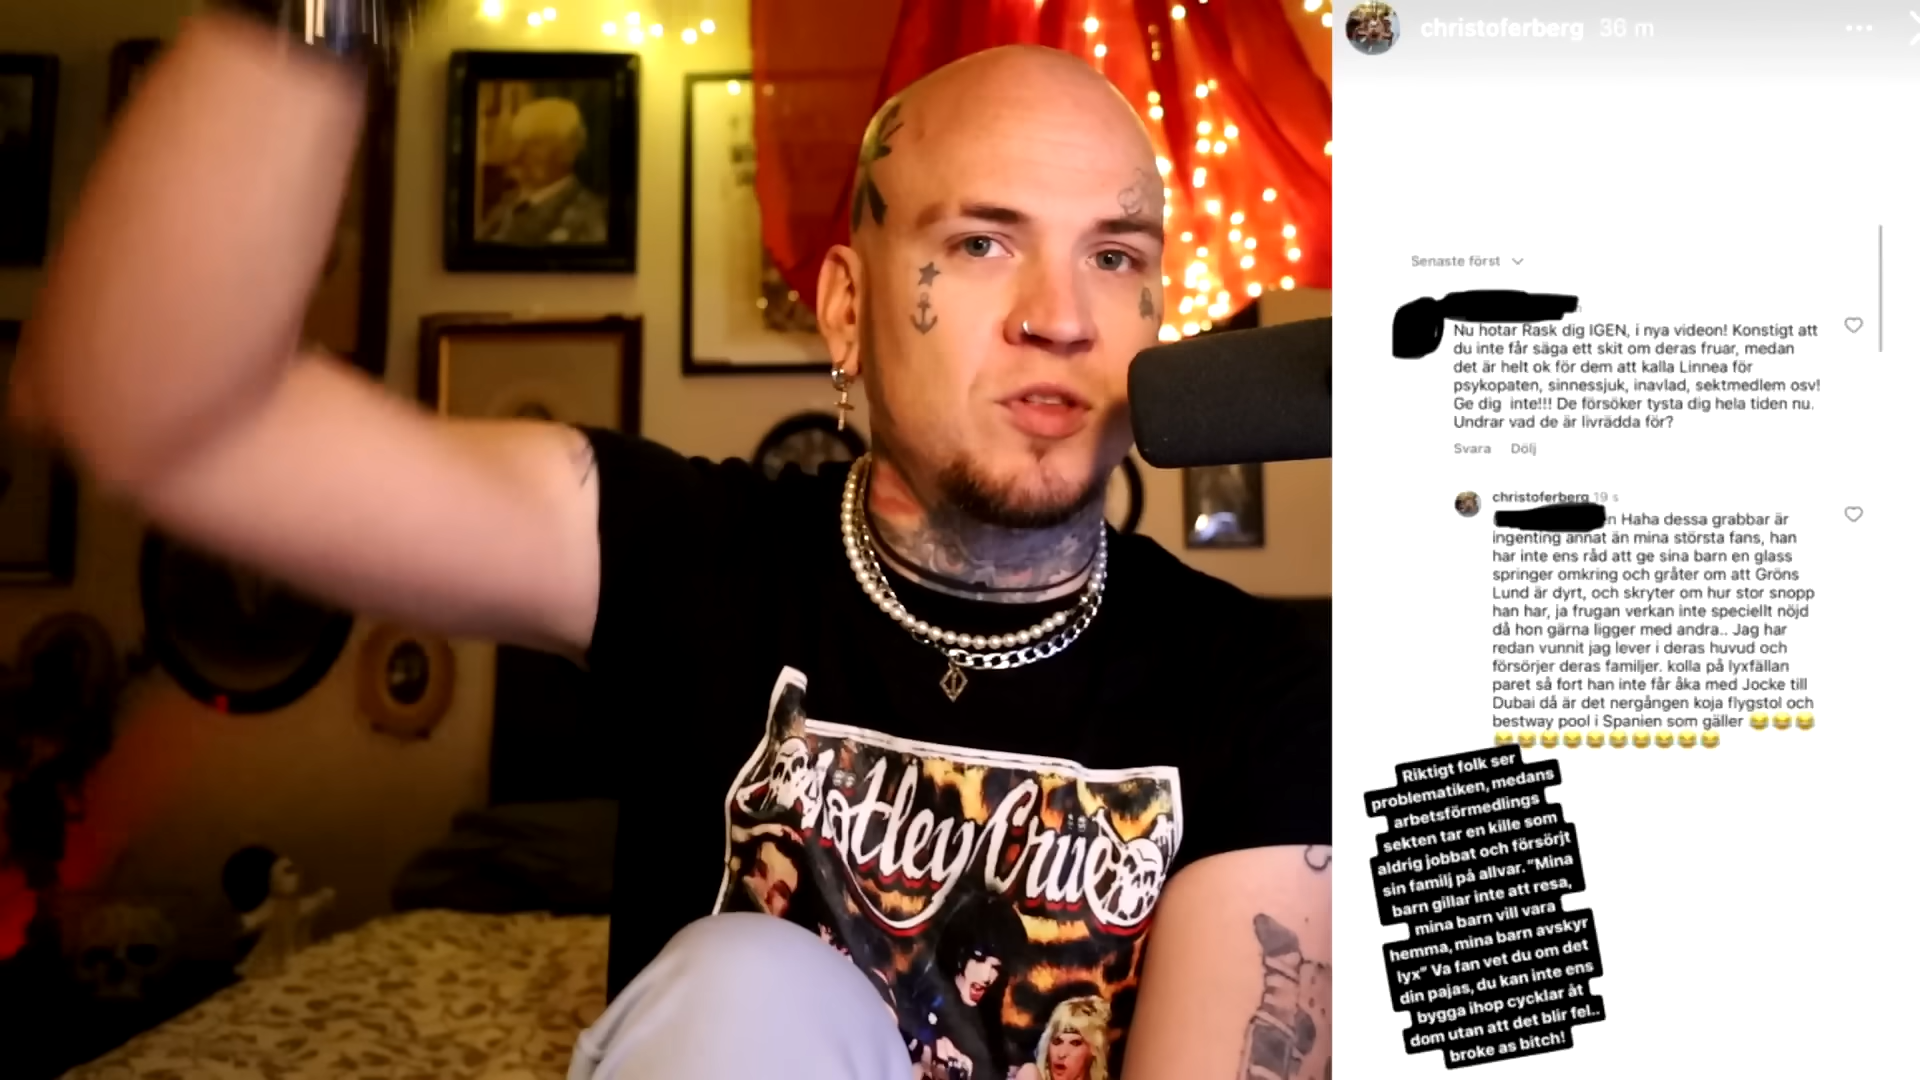 christoferberg 36 m
Senaste först
Nu hotar Rask dig IGEN, i nya videon! Konstigt att
du inte får säga ett skit om deras fruar, medan
det är helt ok för dem att kalla Linnea för
psykopaten, sinnessjuk, inavlad, sektmedlem osv!
Ge dig inte!!! De försöker tysta dig hela tiden nu.
Undrar vad de är livrädda för?
Svara Dölj
christoferberg 19 s
n Haha dessa grabbar är
ingenting annat än mina största fans, han
har inte ens råd att ge sina barn en glass
springer omkring och gråter om att Gröns
Lund är dyrt, och skryter om hur stor snopp
han har, ja frugan verkan inte speciellt nöjd
då hon gärna ligger med andra.. Jag har
redan vunnit jag lever i deras huvud och
försörjer deras familjer. kolla på lyxfällan
paret så fort han inte får åka med Jocke till
Dubai då är det nergången koja flygstol och
bestway pool i Spanien som gäller 😂😂😂
😂😂😂😂😂😂😂😂😂😂
Riktigt folk ser
problematiken, medans
arbetsförmedlings
sekten tar en kille som
aldrig jobbat och försörjt
sin familj på allvar. "Mina
barn gillar inte att resa,
mina barn vill vara
hemma, mina barn avskyr
lyx" Va fan vet du om det
din pajas, du kan inte ens
bygga ihop cycklar åt
dom utan att det blir fel..
broke as bitch!
Mötley Crüe